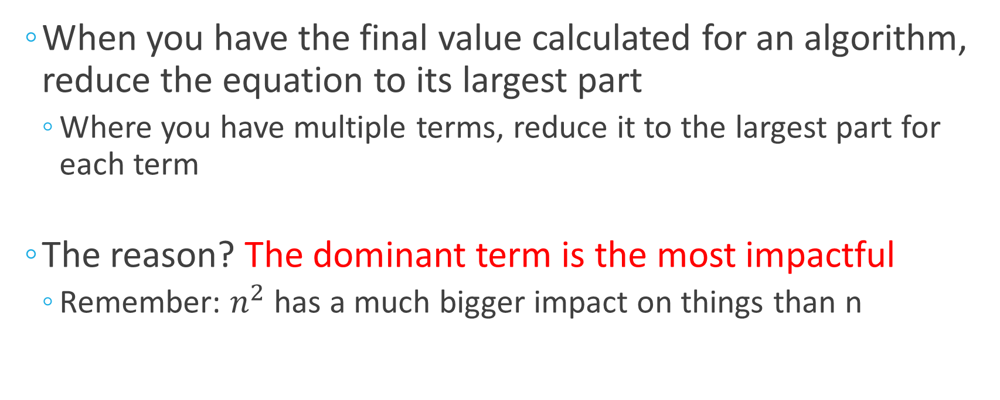 ◦When you have the final value calculated for an algorithm,
reduce the equation to its largest part
◦Where you have multiple terms, reduce it to the largest part for
each term
◦The reason? The dominant term is the most impactful
◦Remember: 𝑛² has a much bigger impact on things than n